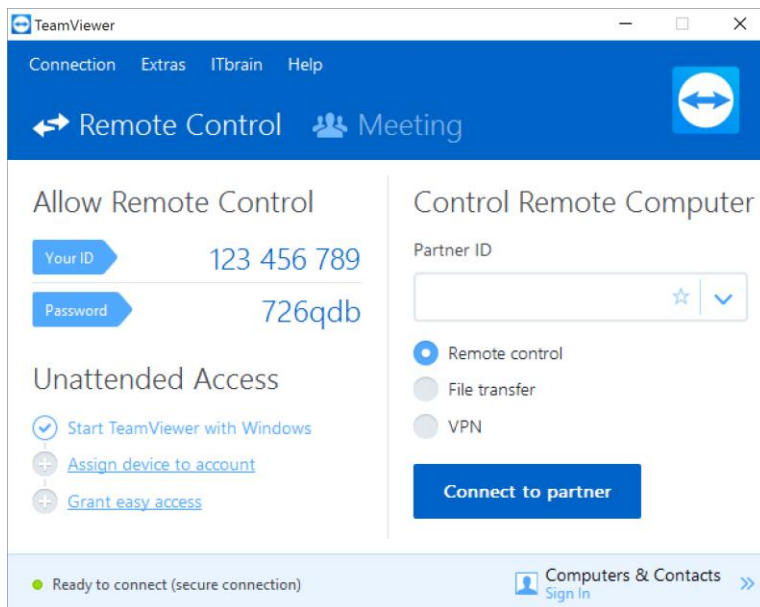 TeamViewer
Connection Extras ITbrain Help
Remote Control Meeting
Allow Remote Control
Your ID 123 456 789
Password 726qdb
Unattended Access
Start TeamViewer with Windows
Assign device to account
Grant easy access
Control Remote Computer
Partner ID
Remote control
File transfer
VPN
Connect to partner
Ready to connect (secure connection)
Computers & Contacts
Sign In